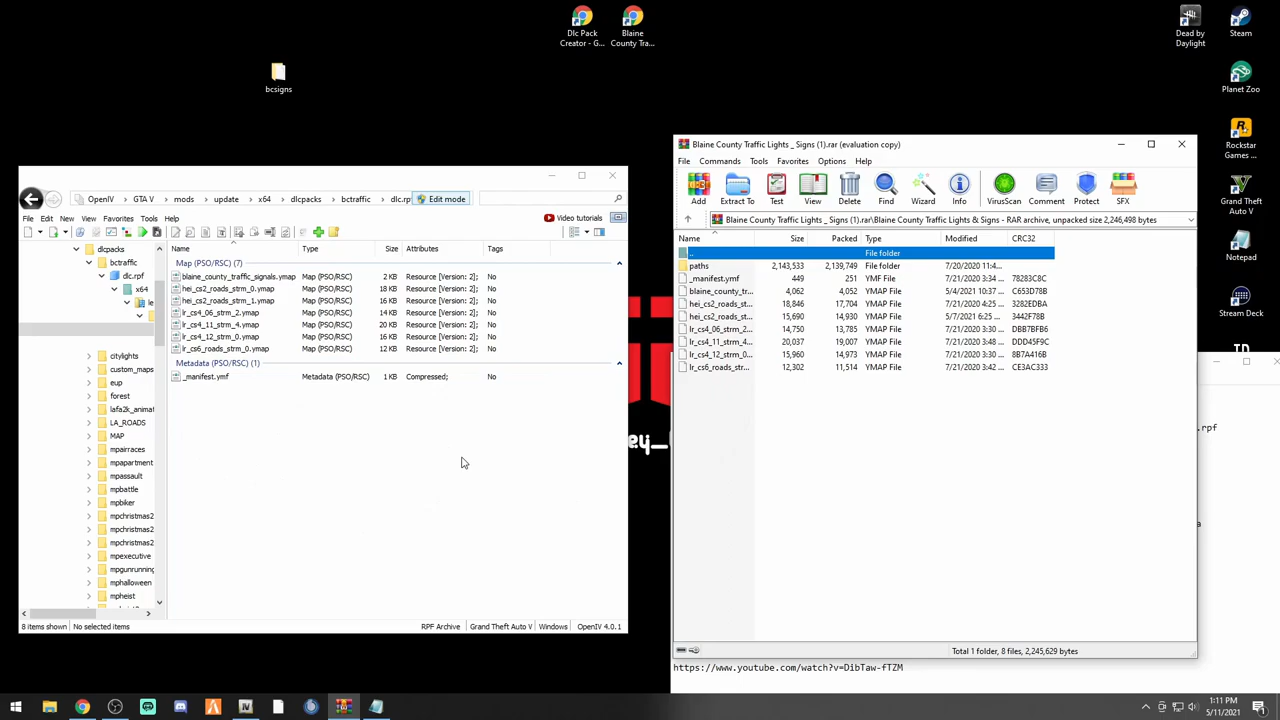 Dlc Pack
Creator - G...
Blaine
County Tra...
Dead by
Daylight
Steam
bcsigns
Planet Zoo
Rockstar
Games ...
Grand Theft
Auto V
Notepad
Stream Deck
OpenIV
GTA V
mods
update
x64
dlcpacks
bctraffic
dlc.rp
Edit mode
File
Edit
New
View
Favorites
Tools
Help
Video tutorials
dlcpacks
bctraffic
dlc.rpf
x64
le
citylights
custom_maps
eup
forest
lafa2k_animat
LA_ROADS
MAP
mpairraces
mpapartment
mpassault
mpbattle
mpbiker
mpchristmas2
mpchristmas2
mpchristmas2
mpexecutive
mpgunrunning
mphalloween
mpheist
Name Type Size Attributes Tags
Map (PSO/RSC) (7)
blaine_county_traffic_signals.ymap Map (PSO/RSC) 2 KB Resource [Version: 2]; No
hei_cs2_roads_strm_0.ymap Map (PSO/RSC) 18 KB Resource [Version: 2]; No
hei_cs2_roads_strm_1.ymap Map (PSO/RSC) 16 KB Resource [Version: 2]; No
lr_cs4_06_strm_2.ymap Map (PSO/RSC) 14 KB Resource [Version: 2]; No
lr_cs4_11_strm_4.ymap Map (PSO/RSC) 20 KB Resource [Version: 2]; No
lr_cs4_12_strm_0.ymap Map (PSO/RSC) 16 KB Resource [Version: 2]; No
lr_cs6_roads_strm_0.ymap Map (PSO/RSC) 12 KB Resource [Version: 2]; No
Metadata (PSO/RSC) (1)
_manifest.ymf Metadata (PSO/RSC) 1 KB Compressed; No
8 items shown No selected items RPF Archive Grand Theft Auto V Windows OpenIV 4.0.1
Blaine County Traffic Lights _ Signs (1).rar (evaluation copy)
File Commands Tools Favorites Options Help
Add Extract To Test View Delete Find Wizard Info VirusScan Comment Protect SFX
Blaine County Traffic Lights _ Signs (1).rar\Blaine County Traffic Lights & Signs - RAR archive, unpacked size 2,246,498 bytes
Name Size Packed Type Modified CRC32
.. File folder
paths 2,143,533 2,139,749 File folder 7/20/2020 11:4...
_manifest.ymf 449 251 YMF File 7/21/2020 3:34 ... 78283C8C
blaine_county_tr... 4,062 4,052 YMAP File 5/4/2021 10:37 ... C653D78B
hei_cs2_roads_st... 18,846 17,704 YMAP File 7/21/2020 4:25 ... 3282EDBA
hei_cs2_roads_st... 15,690 14,930 YMAP File 5/7/2021 6:25 ... 3442F78B
lr_cs4_06_strm_2... 14,750 13,785 YMAP File 7/21/2020 3:30 ... DBB7BFB6
lr_cs4_11_strm_4... 20,037 19,007 YMAP File 7/21/2020 3:48 ... DDD45F9C
lr_cs4_12_strm_0... 15,960 14,973 YMAP File 7/21/2020 3:30 ... 8B7A416B
lr_cs6_roads_str... 12,302 11,514 YMAP File 7/21/2020 3:42 ... CE3AC333
Total 1 folder, 8 files, 2,245,629 bytes
.rpf
https://www.youtube.com/watch?v=DibTaw-fTZM
1:11 PM
5/11/2021